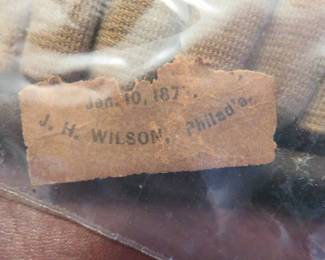 Jan. 10, 187
J. H. WILSON, Philad'a.